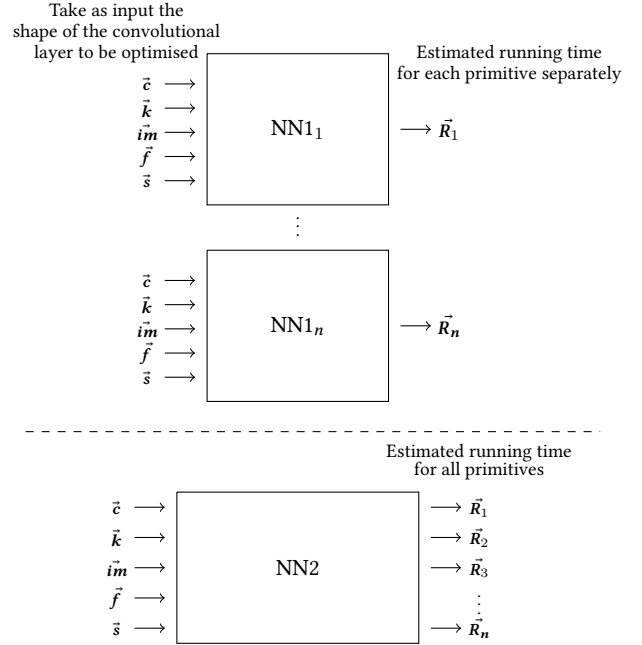 Take as input the
shape of the convolutional
layer to be optimised
Estimated running time
for each primitive separately
c⃗
k⃗
im⃗
f⃗
s⃗
NN1₁
R⃗₁
⋮
c⃗
k⃗
im⃗
f⃗
s⃗
NN1ₙ
R⃗ₙ
Estimated running time
for all primitives
c⃗
k⃗
im⃗
f⃗
s⃗
NN2
R⃗₁
R⃗₂
R⃗₃
⋮
R⃗ₙ